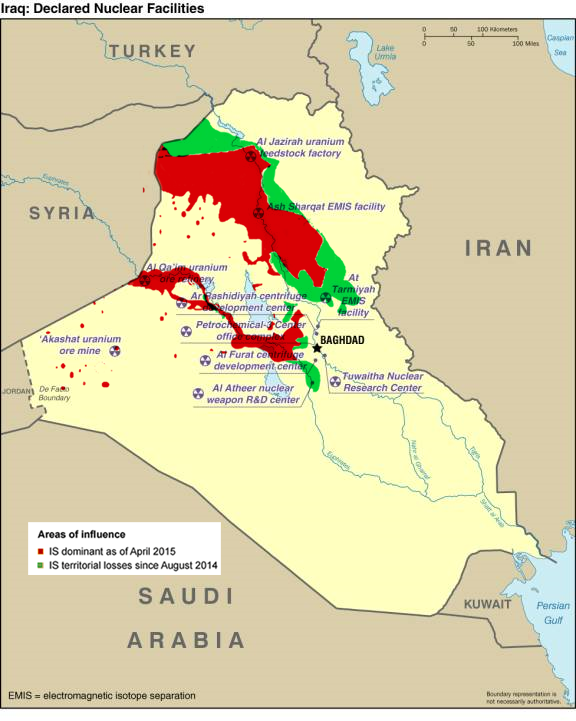 Iraq: Declared Nuclear Facilities
0 50 100 Kilometers
0 50 100 Miles
Caspian
Sea
TURKEY
Lake
Urmia
Al Jazirah uranium
feedstock factory
Euphrates
SYRIA
Ash Sharqat EMIS facility
IRAN
Al Qa'im uranium
ore refinery
At
Tarmiyah
EMIS
facility
Ar Rashidiyah centrifuge
development center
Petrochemical-3 Center
office complex
BAGHDAD
'Akashat uranium
ore mine
Al Furat centrifuge
development center
Tuwaitha Nuclear
Research Center
Al Atheer nuclear
weapon R&D center
JORDAN
De Facto
Boundary
Euphrates
Nahr al Gharraf
Tigris
Shatt al Arab
Areas of influence
IS dominant as of April 2015
IS territorial losses since August 2014
SAUDI
ARABIA
KUWAIT
Persian
Gulf
EMIS = electromagnetic isotope separation
Boundary representation is
not necessarily authoritative.